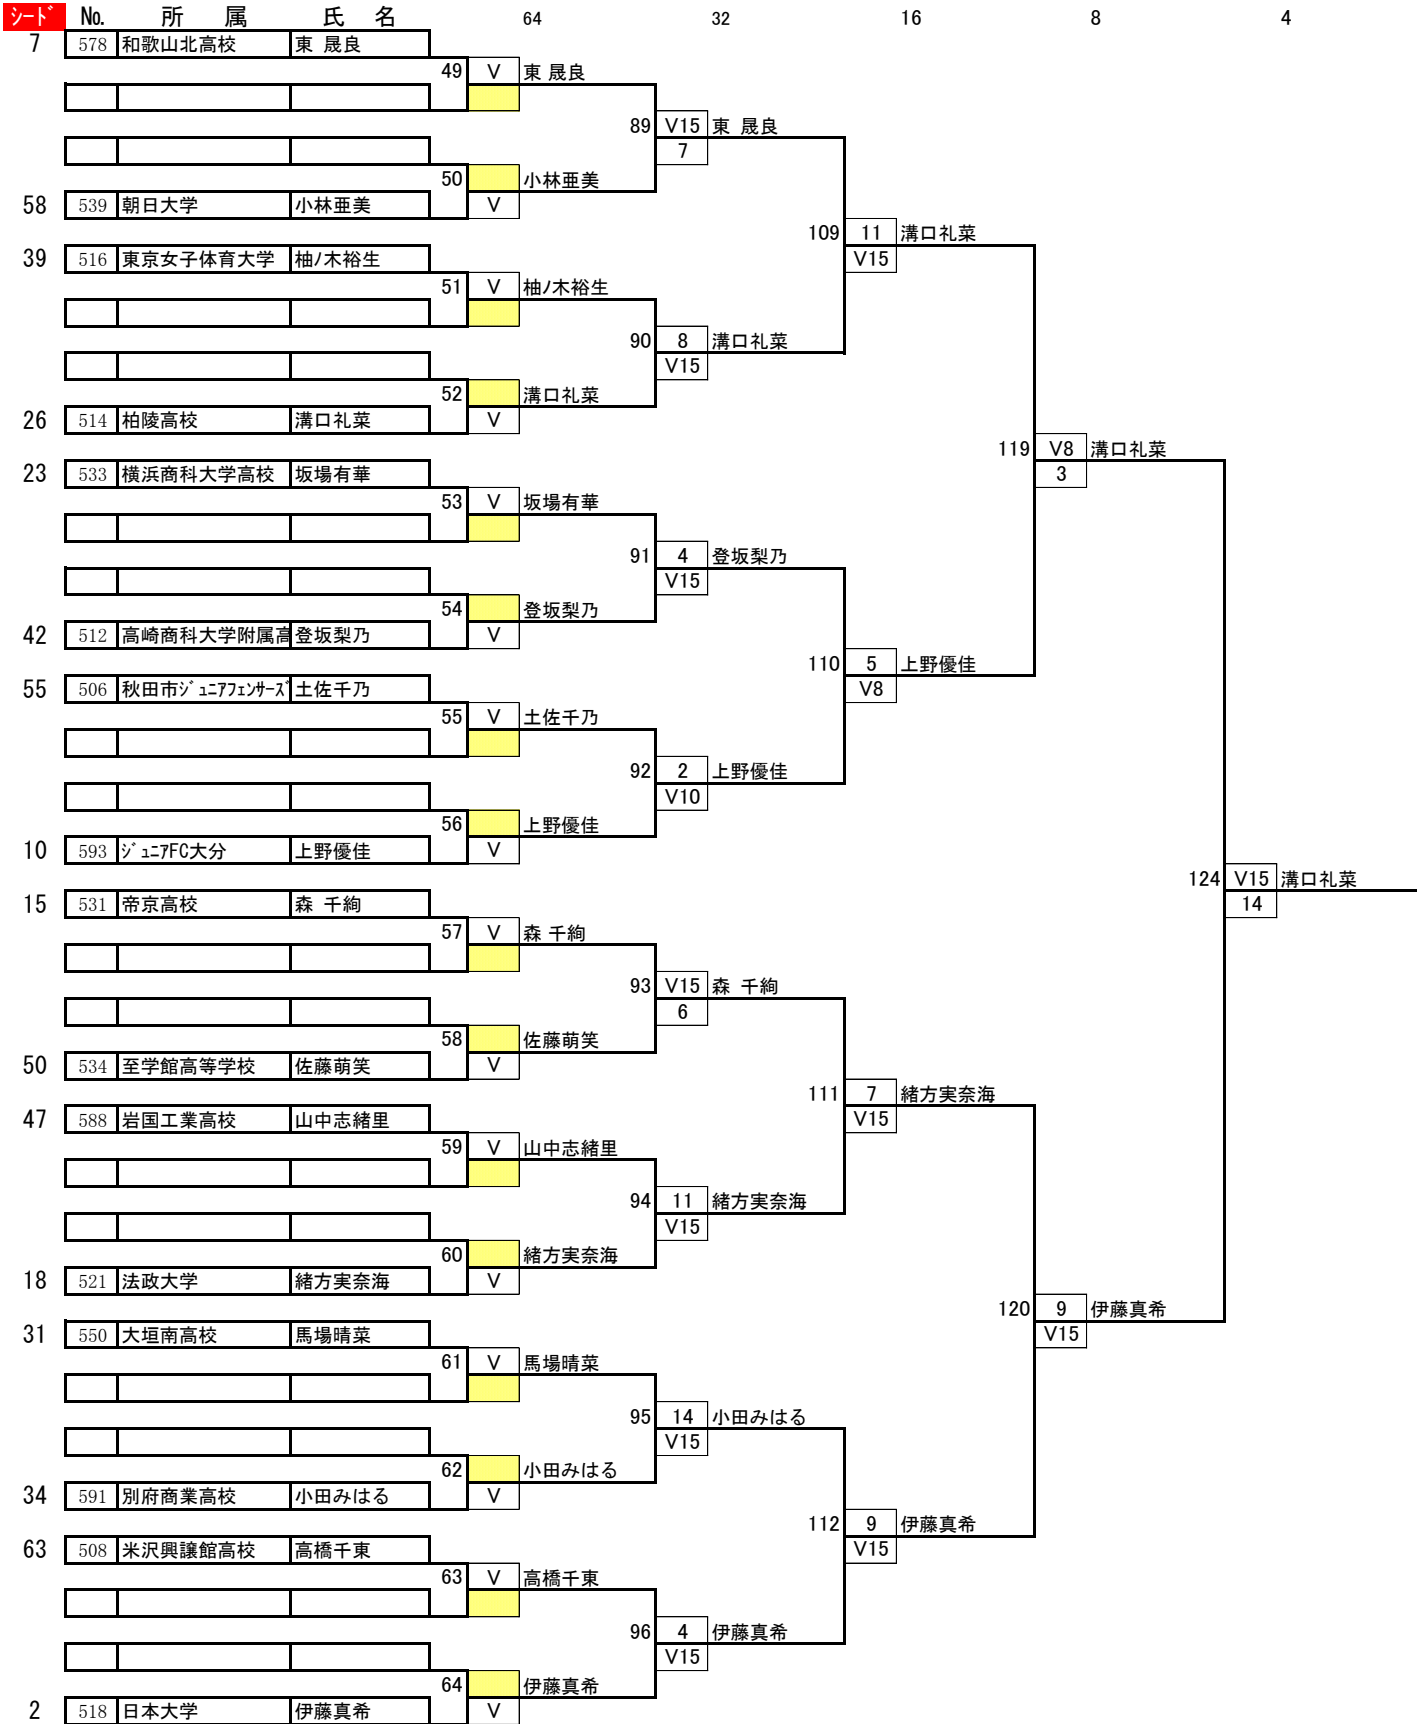 シード No. 所属 氏名 64 32 16 8 4
7 578 和歌山北高校 東 晟良
49 V 東 晟良
89 V15 東 晟良
7
50 小林亜美
58 539 朝日大学 小林亜美 V
109 11 溝口礼菜
39 516 東京女子体育大学 柚ノ木裕生 V15
51 V 柚ノ木裕生
90 8 溝口礼菜
V15
52 溝口礼菜
26 514 柏陵高校 溝口礼菜 V
119 V8 溝口礼菜
23 533 横浜商科大学高校 坂場有華 3
53 V 坂場有華
91 4 登坂梨乃
V15
54 登坂梨乃
42 512 高崎商科大学附属高 登坂梨乃 V
110 5 上野優佳
55 506 秋田市ジュニアフェンサーズ 土佐千乃 V8
55 V 土佐千乃
92 2 上野優佳
V10
56 上野優佳
10 593 ジュニアFC大分 上野優佳 V
124 V15 溝口礼菜
15 531 帝京高校 森 千絢 14
57 V 森 千絢
93 V15 森 千絢
6
58 佐藤萌笑
50 534 至学館高等学校 佐藤萌笑 V
111 7 緒方実奈海
47 588 岩国工業高校 山中志緒里 V15
59 V 山中志緒里
94 11 緒方実奈海
V15
60 緒方実奈海
18 521 法政大学 緒方実奈海 V
120 9 伊藤真希
31 550 大垣南高校 馬場晴菜 V15
61 V 馬場晴菜
95 14 小田みはる
V15
62 小田みはる
34 591 別府商業高校 小田みはる V
112 9 伊藤真希
63 508 米沢興譲館高校 高橋千東 V15
63 V 高橋千東
96 4 伊藤真希
V15
64 伊藤真希
2 518 日本大学 伊藤真希 V